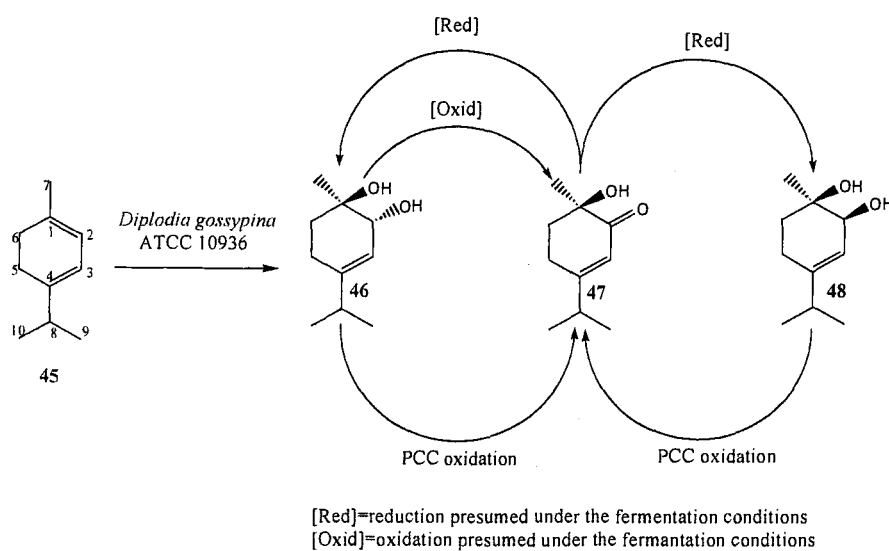 [Red]
[Red]
[Oxid]
7
6
1
2
5
4
3
10
8
9
45
Diplodia gossypina
ATCC 10936
OH
OH
46
OH
O
47
OH
OH
48
PCC oxidation
PCC oxidation
[Red]=reduction presumed under the fermentation conditions
[Oxid]=oxidation presumed under the fermantation conditions